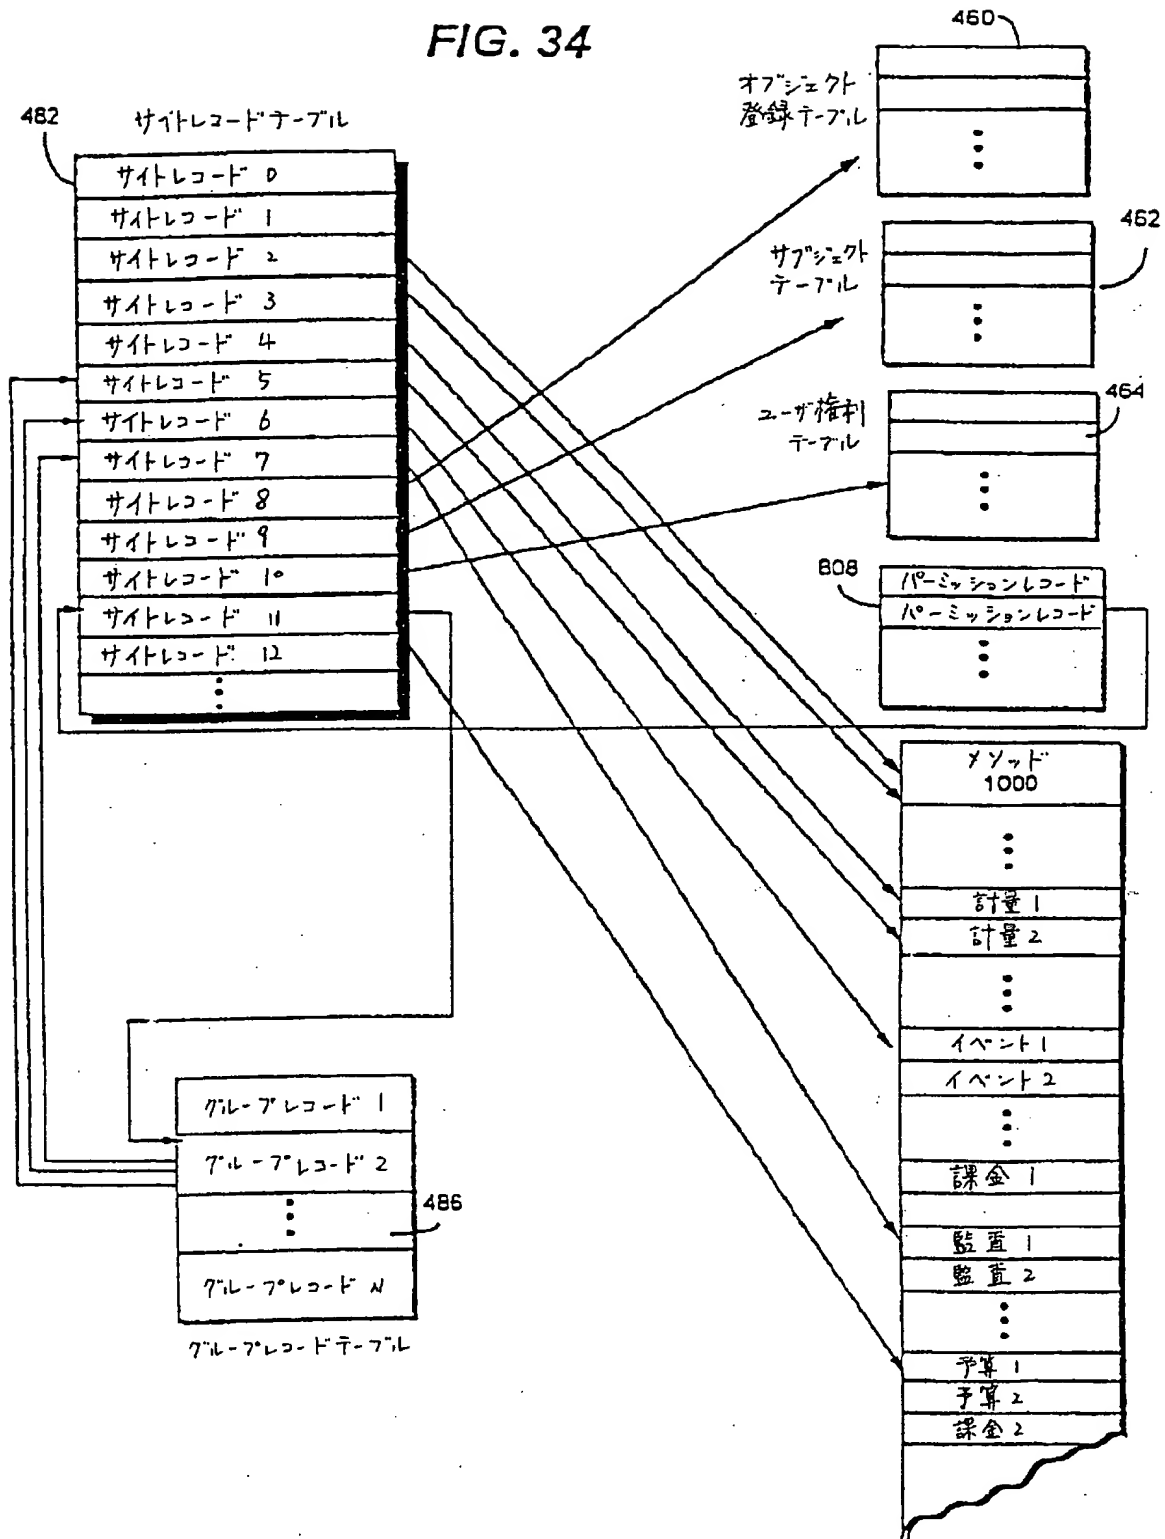 FIG. 34
482
サイトレコードテーブル
サイトレコード 0
サイトレコード 1
サイトレコード 2
サイトレコード 3
サイトレコード 4
サイトレコード 5
サイトレコード 6
サイトレコード 7
サイトレコード 8
サイトレコード 9
サイトレコード 10
サイトレコード 11
サイトレコード 12
460
オブジェクト
登録テーブル
462
サブジェクト
テーブル
464
ユーザ権利
テーブル
808
パーミッションレコード
パーミッションレコード
メソッド
1000
計量 1
計量 2
イベント 1
イベント 2
課金 1
監査 1
監査 2
予算 1
予算 2
課金 2
グループレコード 1
グループレコード 2
486
グループレコード N
グループレコードテーブル